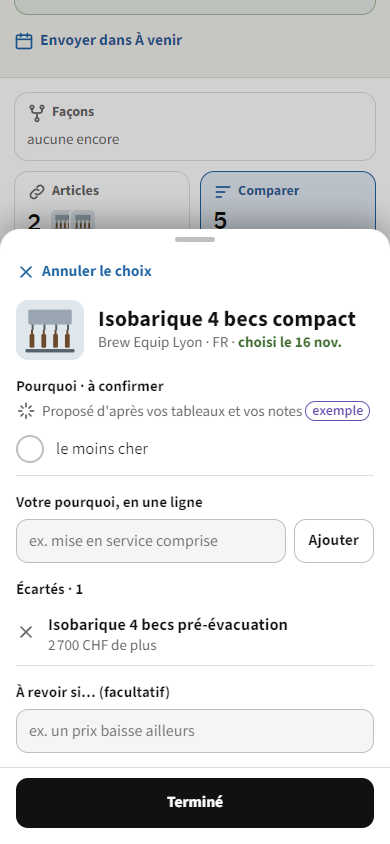 Envoyer dans À venir
Façons
aucune encore
Articles
Comparer
2
5
Annuler le choix
Isobarique 4 becs compact
Brew Equip Lyon · FR · choisi le 16 nov.
Pourquoi · à confirmer
Proposé d'après vos tableaux et vos notes exemple
le moins cher
Votre pourquoi, en une ligne
ex. mise en service comprise
Ajouter
Écartés · 1
Isobarique 4 becs pré-évacuation
2 700 CHF de plus
À revoir si… (facultatif)
ex. un prix baisse ailleurs
Terminé